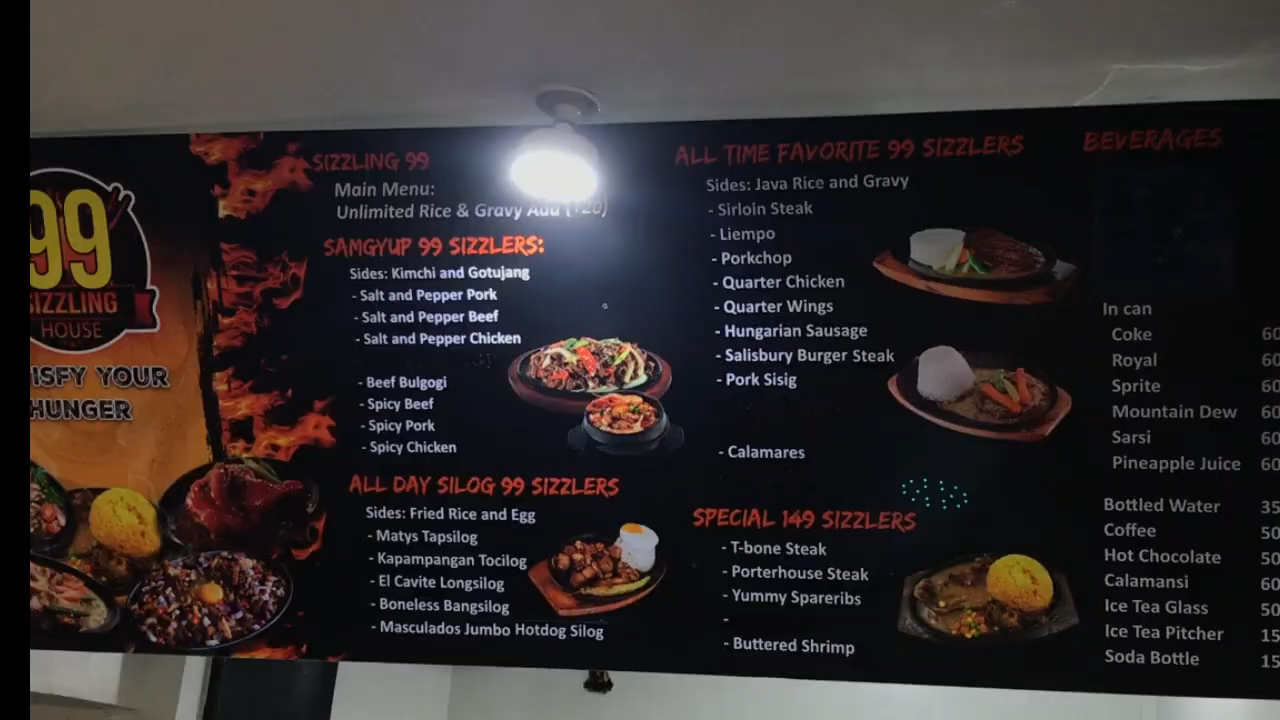 99
SIZZLING
HOUSE
ISFY YOUR
HUNGER
SIZZLING 99
Main Menu:
Unlimited Rice & Gravy Add (+20)
SAMGYUP 99 SIZZLERS:
Sides: Kimchi and Gotujang
- Salt and Pepper Pork
- Salt and Pepper Beef
- Salt and Pepper Chicken
- Beef Bulgogi
- Spicy Beef
- Spicy Pork
- Spicy Chicken
ALL DAY SILOG 99 SIZZLERS
Sides: Fried Rice and Egg
- Matys Tapsilog
- Kapampangan Tocilog
- El Cavite Longsilog
- Boneless Bangsilog
- Masculados Jumbo Hotdog Silog
ALL TIME FAVORITE 99 SIZZLERS
Sides: Java Rice and Gravy
- Sirloin Steak
- Liempo
- Porkchop
- Quarter Chicken
- Quarter Wings
- Hungarian Sausage
- Salisbury Burger Steak
- Pork Sisig
- Calamares
SPECIAL 149 SIZZLERS
- T-bone Steak
- Porterhouse Steak
- Yummy Spareribs
-
- Buttered Shrimp
BEVERAGES
In can
Coke 60
Royal 60
Sprite 60
Mountain Dew 60
Sarsi 60
Pineapple Juice 60
Bottled Water 35
Coffee 50
Hot Chocolate 50
Calamansi 60
Ice Tea Glass 50
Ice Tea Pitcher 15
Soda Bottle 15